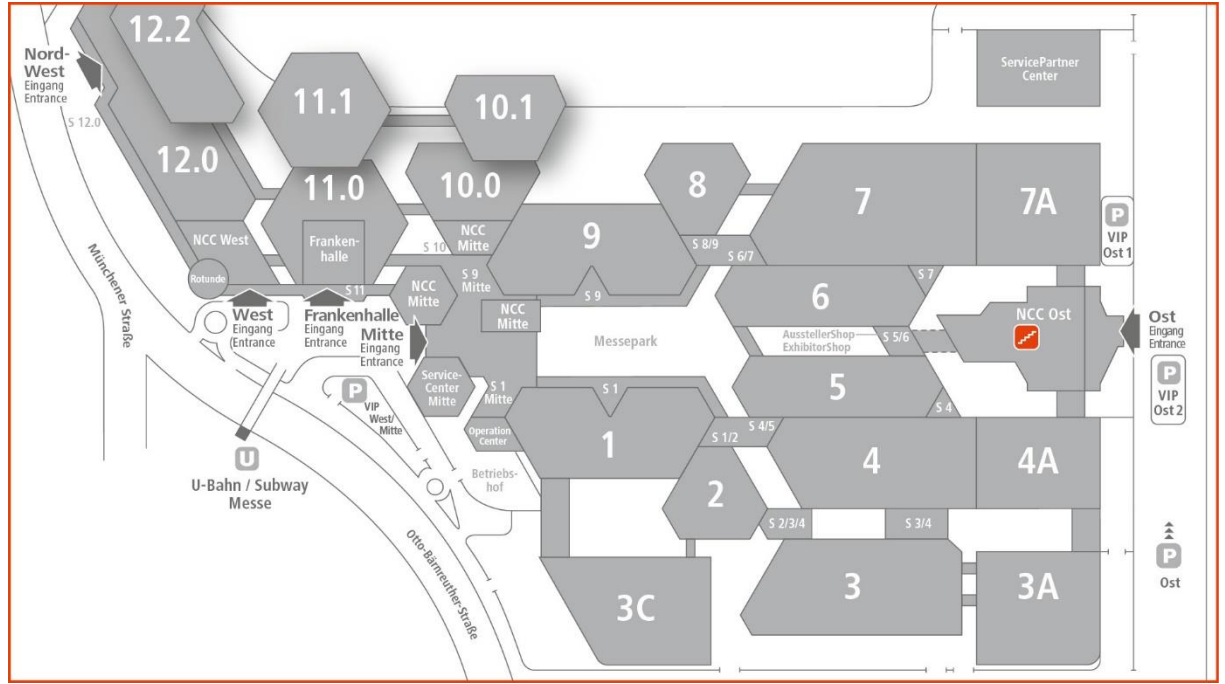 12.2
Nord-
West
Eingang
Entrance
S 12.0
12.0
11.1
10.1
ServicePartner
Center
11.0
10.0
8
7
7A
P
VIP
Ost 1
NCC West
Franken-
halle
S 10
NCC
Mitte
9
S 8/9
S 6/7
Rotunde
S 11
NCC
Mitte
S 9
Mitte
S 9
NCC
Mitte
6
S 7
NCC Ost
Ost
Eingang
Entrance
West
Eingang
(Entrance
Frankenhalle
Eingang
Entrance
Mitte
Eingang
Entrance
Messepark
AusstellerShop
ExhibitorShop
S 5/6
P
VIP
Ost 2
Münchener Straße
P
VIP
West/
Mitte
Service-
Center
Mitte
S 1
Mitte
S 1
5
S 4
Operation
Center
1
S 1/2
S 4/5
4
4A
U
U-Bahn / Subway
Messe
Betriebs-
hof
2
S 2/3/4
S 3/4
Otto-Bärnreuther-Straße
3C
3
3A
P
Ost